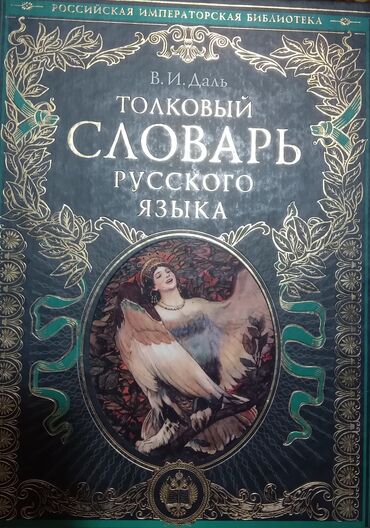 РОССИЙСКАЯ ИМПЕРАТОРСКАЯ БИБЛИОТЕКА
В. И. Даль
ТОЛКОВЫЙ
СЛОВАРЬ
РУССКОГО
ЯЗЫКА